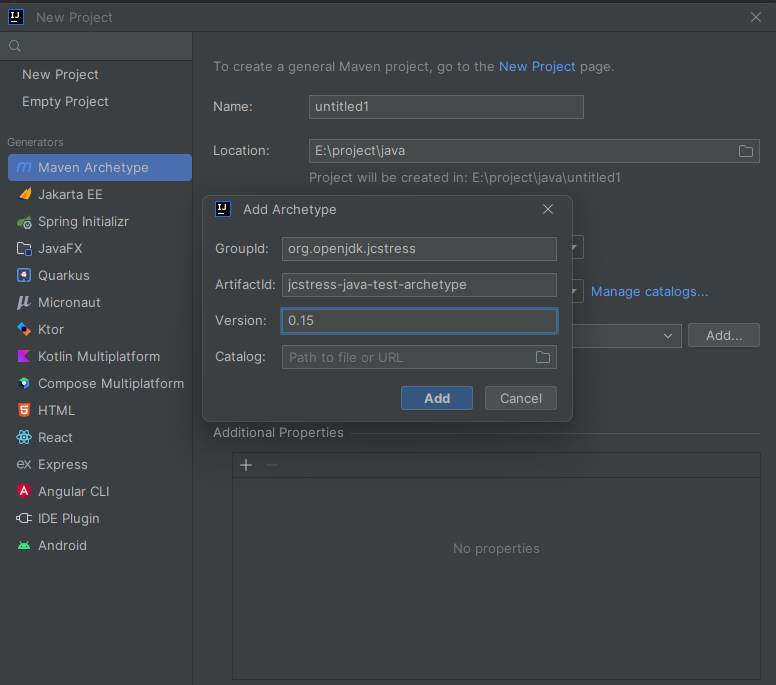 New Project
New Project
Empty Project
Generators
Maven Archetype
Jakarta EE
Spring Initializr
JavaFX
Quarkus
Micronaut
Ktor
Kotlin Multiplatform
Compose Multiplatform
HTML
React
Express
Angular CLI
IDE Plugin
Android
To create a general Maven project, go to the New Project page.
Name: untitled1
Location: E:\project\java
Project will be created in: E:\project\java\untitled1
Manage catalogs...
Add...
Add Archetype
GroupId: org.openjdk.jcstress
ArtifactId: jcstress-java-test-archetype
Version: 0.15
Catalog: Path to file or URL
Add Cancel
Additional Properties
No properties